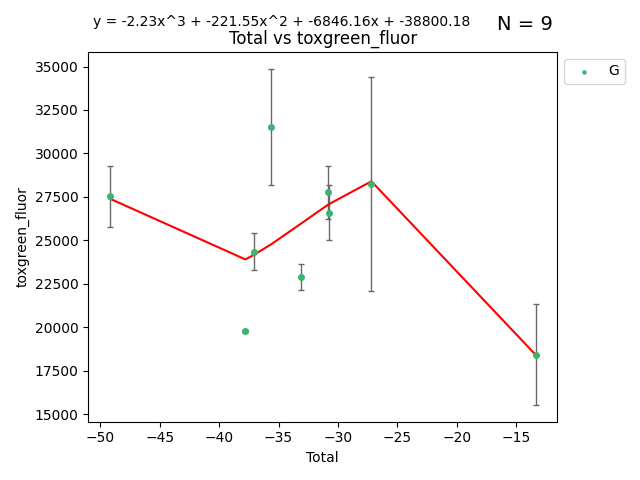 y = -2.23x^3 + -221.55x^2 + -6846.16x + -38800.18
N = 9
Total vs toxgreen_fluor
G
35000
32500
30000
27500
25000
22500
20000
17500
15000
toxgreen_fluor
−50
−45
−40
−35
−30
−25
−20
−15
Total